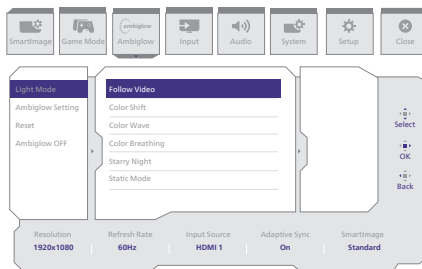 SmartImage
Game Mode
ambiglow
Ambiglow
Input
Audio
System
Setup
Close
Light Mode
Ambiglow Setting
Reset
Ambiglow OFF
Follow Video
Color Shift
Color Wave
Color Breathing
Starry Night
Static Mode
Select
OK
Back
Resolution
1920x1080
Refresh Rate
60Hz
Input Source
HDMI 1
Adaptive Sync
On
SmartImage
Standard